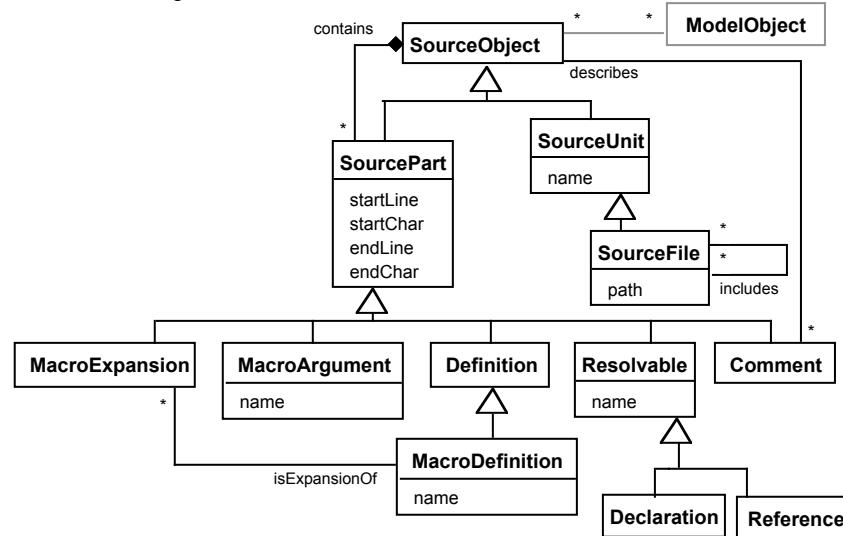 contains
* *
ModelObject
SourceObject
describes
*
SourcePart
startLine
startChar
endLine
endChar
SourceUnit
name
SourceFile
path
*
*
includes
MacroExpansion
MacroArgument
name
Definition
Resolvable
name
Comment
*
*
isExpansionOf
MacroDefinition
name
Declaration
Reference